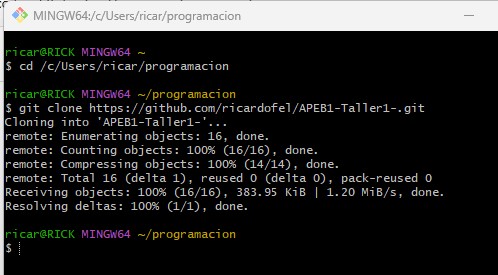 MINGW64:/c/Users/ricar/programacion
ricar@RICK MINGW64 ~
$ cd /c/Users/ricar/programacion
ricar@RICK MINGW64 ~/programacion
$ git clone https://github.com/ricardofel/APEB1-Taller1-.git
Cloning into 'APEB1-Taller1-'...
remote: Enumerating objects: 16, done.
remote: Counting objects: 100% (16/16), done.
remote: Compressing objects: 100% (14/14), done.
remote: Total 16 (delta 1), reused 0 (delta 0), pack-reused 0
Receiving objects: 100% (16/16), 383.95 KiB | 1.20 MiB/s, done.
Resolving deltas: 100% (1/1), done.
ricar@RICK MINGW64 ~/programacion
$